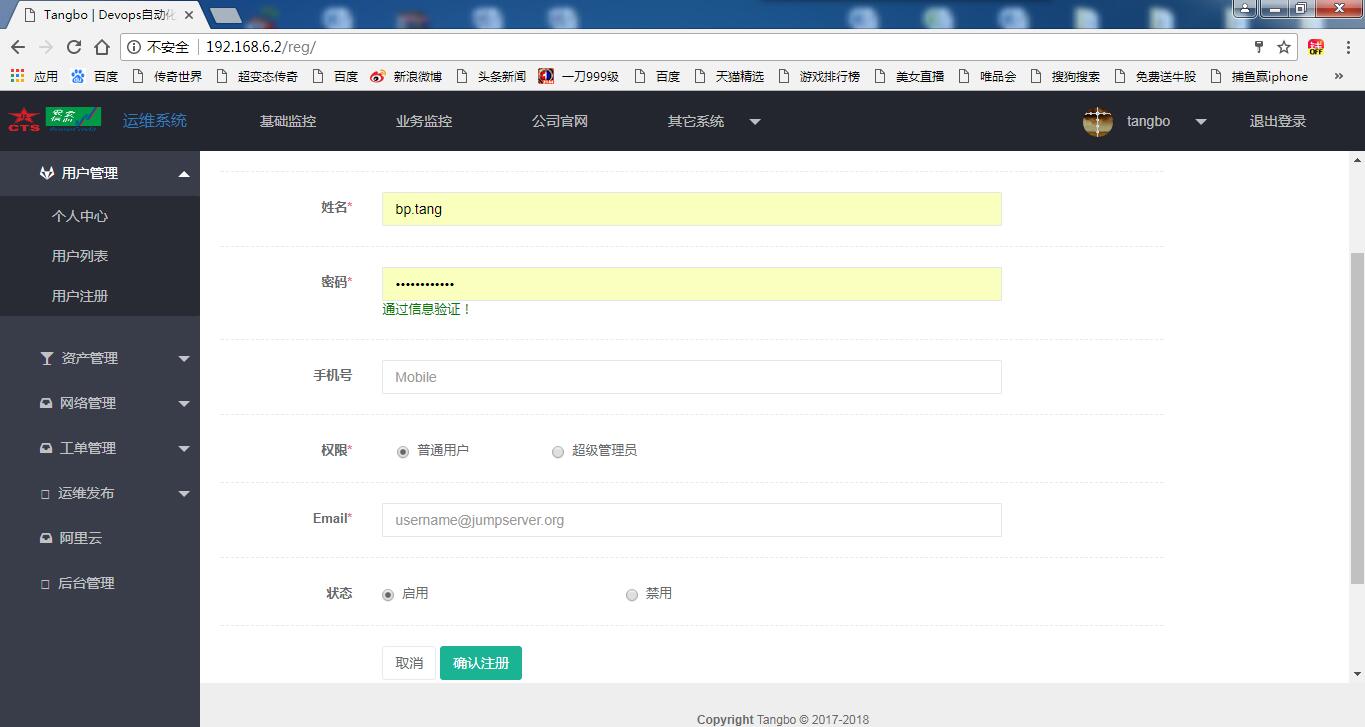 Tangbo | Devops自动化
不安全 192.168.6.2/reg/
应用 百度 传奇世界 超变态传奇 百度 新浪微博 头条新闻 一刀999级 百度 天猫精选 游戏排行榜 美女直播 唯品会 搜狗搜索 免费送牛股 捕鱼赢iphone »
CTS 运维系统 基础监控 业务监控 公司官网 其它系统 tangbo 退出登录
用户管理
个人中心
用户列表
用户注册
资产管理
网络管理
工单管理
运维发布
阿里云
后台管理
姓名* bp.tang
密码* ••••••••••••
通过信息验证！
手机号 Mobile
权限* 普通用户 超级管理员
Email* username@jumpserver.org
状态 启用 禁用
取消 确认注册
Copyright Tangbo © 2017-2018